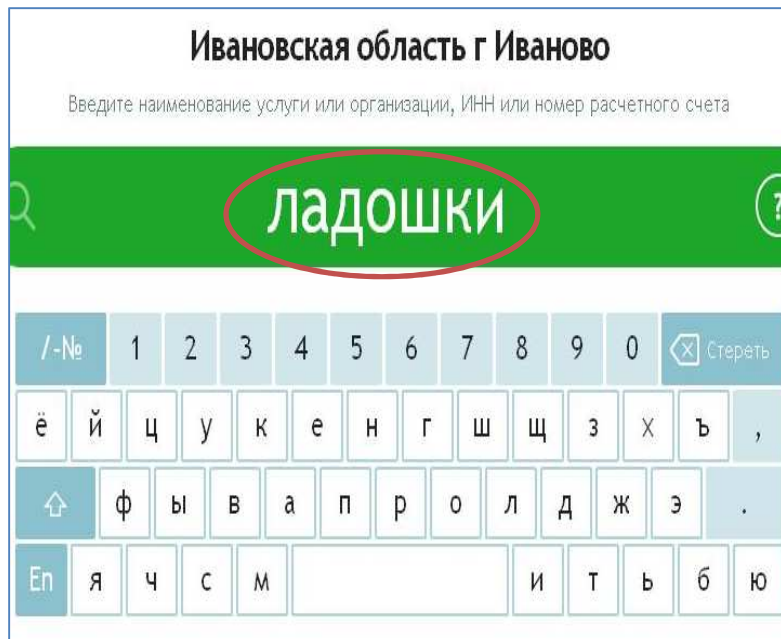 Ивановская область г Иваново
Введите наименование услуги или организации, ИНН или номер расчетного счета
ладошки ?
/-№ 1 2 3 4 5 6 7 8 9 0 Стереть
ё й ц у к е н г ш щ з х ъ ,
ф ы в а п р о л д ж э .
En я ч с м и т ь б ю